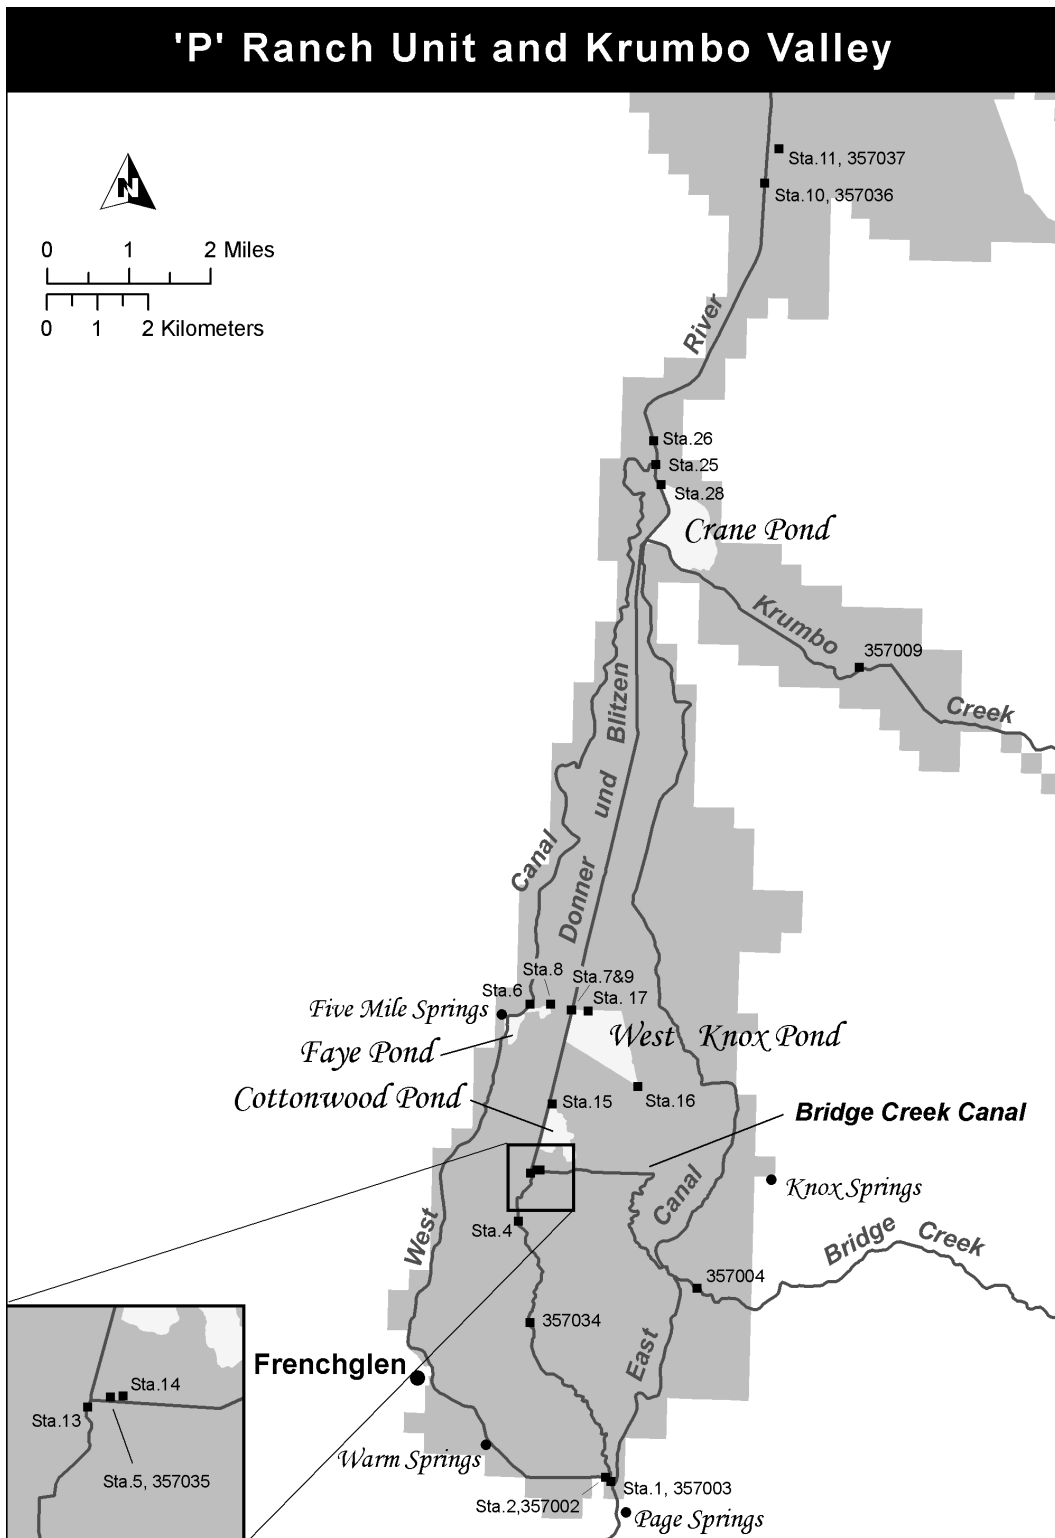 'P' Ranch Unit and Krumbo Valley
N
0 1 2 Miles
0 1 2 Kilometers
Sta.11, 357037
Sta.10, 357036
River
Sta.26
Sta.25
Sta.28
Crane Pond
Krumbo
357009
Creek
Blitzen
und
Donner
Canal
Sta.8
Sta.7&9
Sta.6
Sta. 17
Five Mile Springs
West Knox Pond
Faye Pond
Cottonwood Pond
Sta.15
Sta.16
Bridge Creek Canal
Knox Springs
Canal
Sta.4
West
Bridge Creek
357004
357034
East
Frenchglen
Sta.14
Sta.13
Sta.5, 357035
Warm Springs
Sta.2,357002
Sta.1, 357003
Page Springs